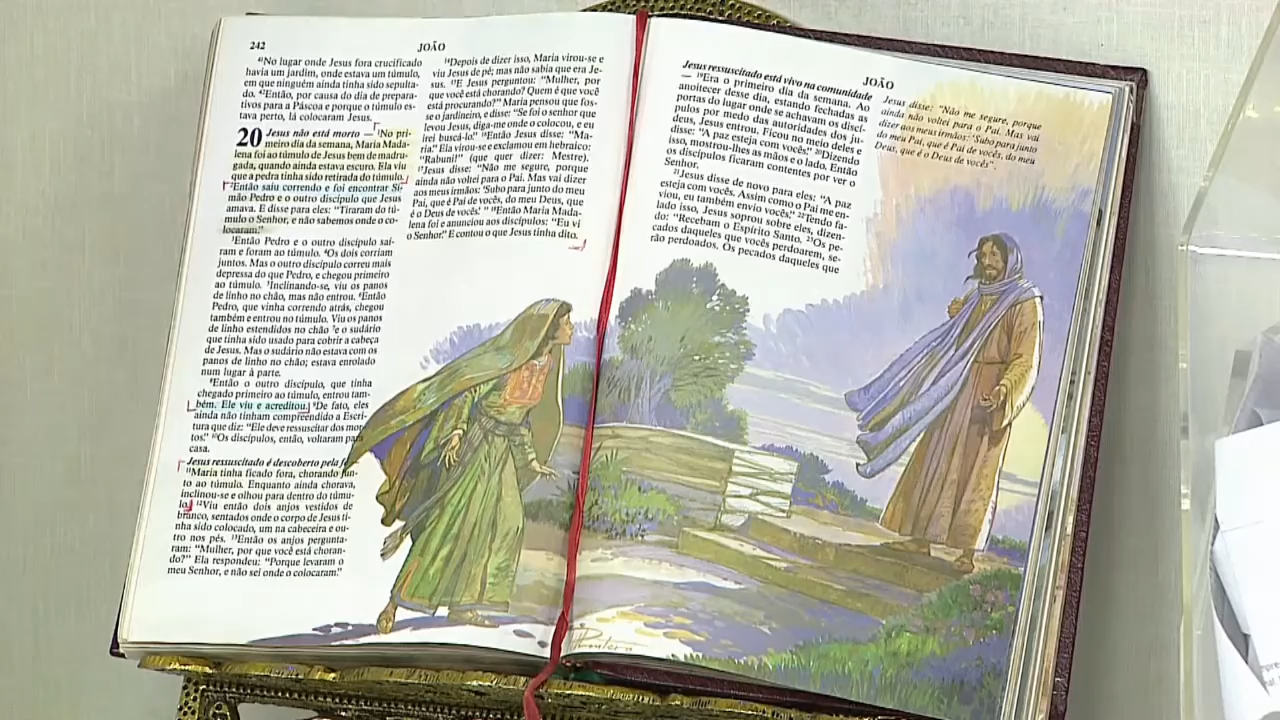 242
JOÃO
⁴¹No lugar onde Jesus fora crucificado
havia um jardim, onde estava um túmulo,
em que ninguém ainda tinha sido sepulta-
do. ⁴²Então, por causa do dia de prepara-
tivos para a Páscoa e porque o túmulo es-
tava perto, lá colocaram Jesus.
20 Jesus não está morto — ¹No pri-
meiro dia da semana, Maria Mada-
lena foi ao túmulo de Jesus bem de madru-
gada, quando ainda estava escuro. Ela viu
que a pedra tinha sido retirada do túmulo.
²Então saiu correndo e foi encontrar Si-
mão Pedro e o outro discípulo que Jesus
amava. E disse para eles: “Tiraram do tú-
mulo o Senhor, e não sabemos onde o co-
locaram.”
³Então Pedro e o outro discípulo saí-
ram e foram ao túmulo. ⁴Os dois corriam
juntos. Mas o outro discípulo correu mais
depressa do que Pedro, e chegou primeiro
ao túmulo. ⁵Inclinando-se, viu os panos
de linho no chão, mas não entrou. ⁶Então
Pedro, que vinha correndo atrás, chegou
também e entrou no túmulo. Viu os panos
de linho estendidos no chão ⁷e o sudário
que tinha sido usado para cobrir a cabeça
de Jesus. Mas o sudário não estava com os
panos de linho no chão; estava enrolado
num lugar à parte.
⁸Então o outro discípulo, que tinha
chegado primeiro ao túmulo, entrou tam-
bém. Ele viu e acreditou. ⁹De fato, eles
ainda não tinham compreendido a Escri-
tura que diz: “Ele deve ressuscitar dos mor-
tos.” ¹⁰Os discípulos, então, voltaram para
casa.
Jesus ressuscitado é descoberto pela fé
¹¹Maria tinha ficado fora, chorando jun-
to ao túmulo. Enquanto ainda chorava,
inclinou-se e olhou para dentro do túmu-
lo. ¹²Viu então dois anjos vestidos de
branco, sentados onde o corpo de Jesus ti-
nha sido colocado, um na cabeceira e ou-
tro nos pés. ¹³Então os anjos pergunta-
ram: “Mulher, por que você está choran-
do?” Ela respondeu: “Porque levaram o
meu Senhor, e não sei onde o colocaram.”
¹⁴Depois de dizer isso, Maria virou-se e
viu Jesus de pé; mas não sabia que era Je-
sus. ¹⁵E Jesus perguntou: “Mulher, por
que você está chorando? Quem é que você
está procurando?” Maria pensou que fos-
se o jardineiro, e disse: “Se foi o senhor que
levou Jesus, diga-me onde o colocou, e eu
irei buscá-lo.” ¹⁶Então Jesus disse: “Ma-
ria.” Ela virou-se e exclamou em hebraico:
“Rabuni!” (que quer dizer: Mestre).
¹⁷Jesus disse: “Não me segure, porque
ainda não voltei para o Pai. Mas vai dizer
aos meus irmãos: ‘Subo para junto do meu
Pai, que é Pai de vocês, do meu Deus, que
é o Deus de vocês.’ ” ¹⁸Então Maria Mada-
lena foi e anunciou aos discípulos: “Eu vi
o Senhor.” E contou o que Jesus tinha dito.
JOÃO
Jesus ressuscitado está vivo na comunidade
— ¹⁹Era o primeiro dia da semana. Ao
anoitecer desse dia, estando fechadas as
portas do lugar onde se achavam os discí-
pulos por medo das autoridades dos ju-
deus, Jesus entrou. Ficou no meio deles e
disse: “A paz esteja com vocês.” ²⁰Dizendo
isso, mostrou-lhes as mãos e o lado. Então
os discípulos ficaram contentes por ver o
Senhor.
²¹Jesus disse de novo para eles: “A paz
esteja com vocês. Assim como o Pai me en-
viou, eu também envio vocês.” ²²Tendo fa-
lado isso, Jesus soprou sobre eles, dizen-
do: “Recebam o Espírito Santo. ²³Os pe-
cados daqueles que vocês perdoarem, se-
rão perdoados. Os pecados daqueles que
Jesus disse: “Não me segure, porque
ainda não voltei para o Pai. Mas vai
dizer aos meus irmãos: ‘Subo para junto
do meu Pai, que é Pai de vocês, do meu
Deus, que é o Deus de vocês’”.